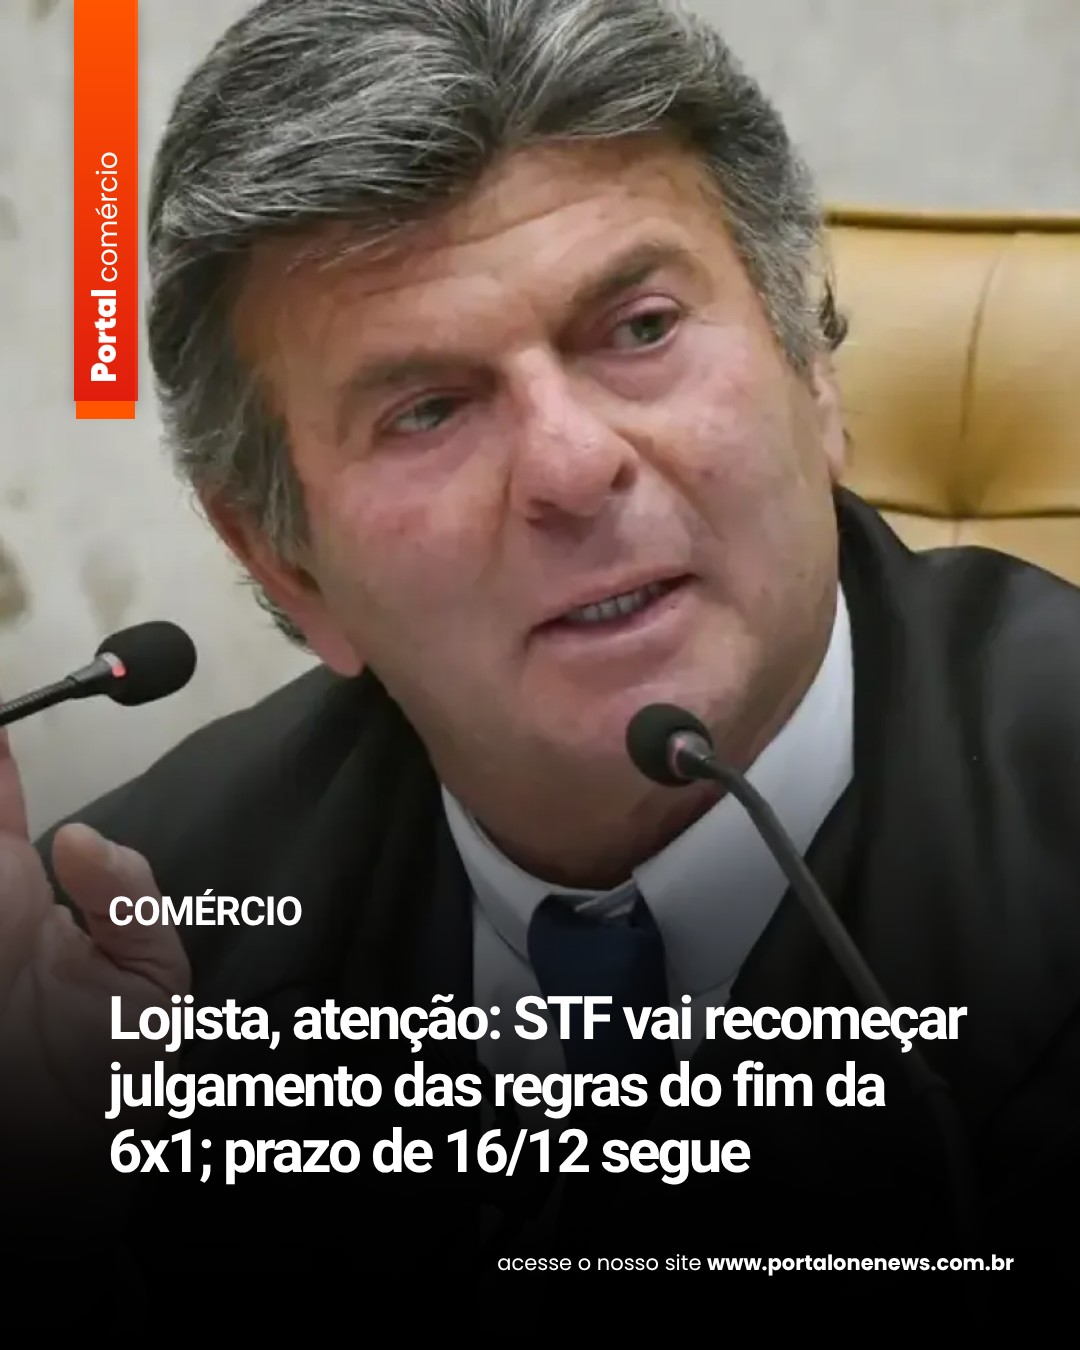 Portal comércio
COMÉRCIO
Lojista, atenção: STF vai recomeçar
julgamento das regras do fim da
6x1; prazo de 16/12 segue
acesse o nosso site www.portalonenews.com.br